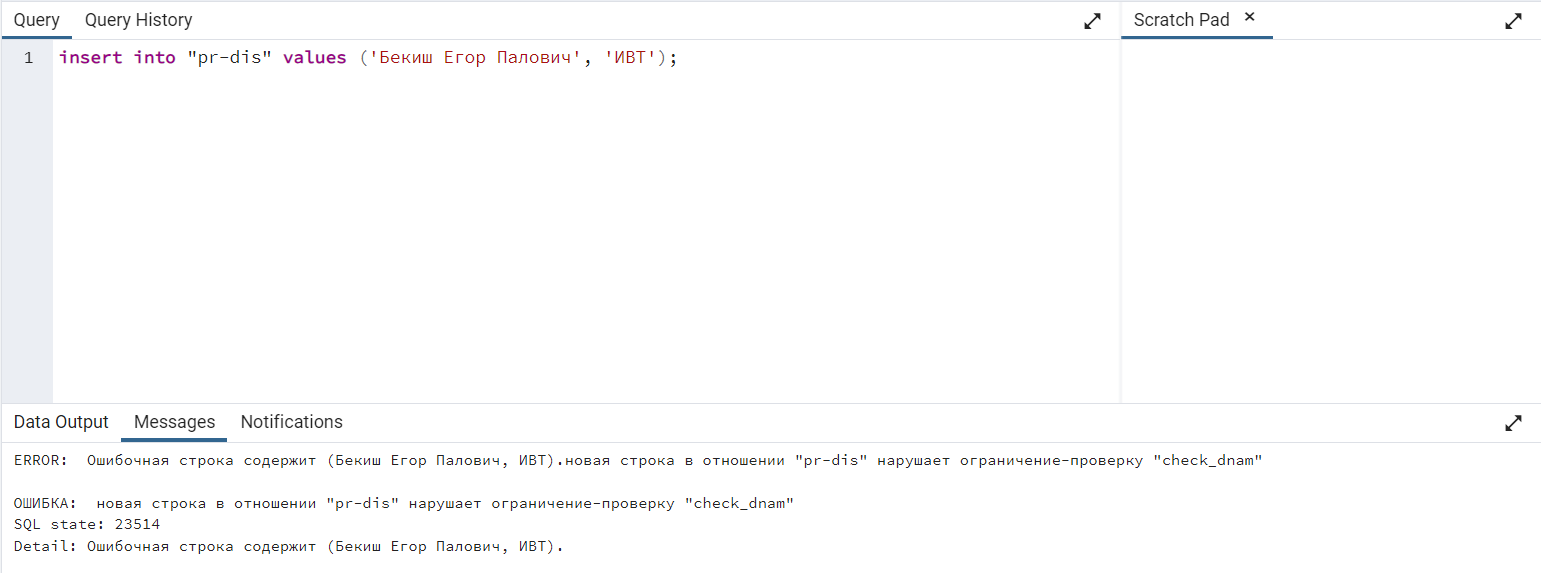 Query Query History
Scratch Pad ×
1 insert into "pr-dis" values ('Бекиш Егор Палович', 'ИВТ');
Data Output Messages Notifications
ERROR:  Ошибочная строка содержит (Бекиш Егор Палович, ИВТ).новая строка в отношении "pr-dis" нарушает ограничение-проверку "check_dnam"
ОШИБКА:  новая строка в отношении "pr-dis" нарушает ограничение-проверку "check_dnam"
SQL state: 23514
Detail: Ошибочная строка содержит (Бекиш Егор Палович, ИВТ).